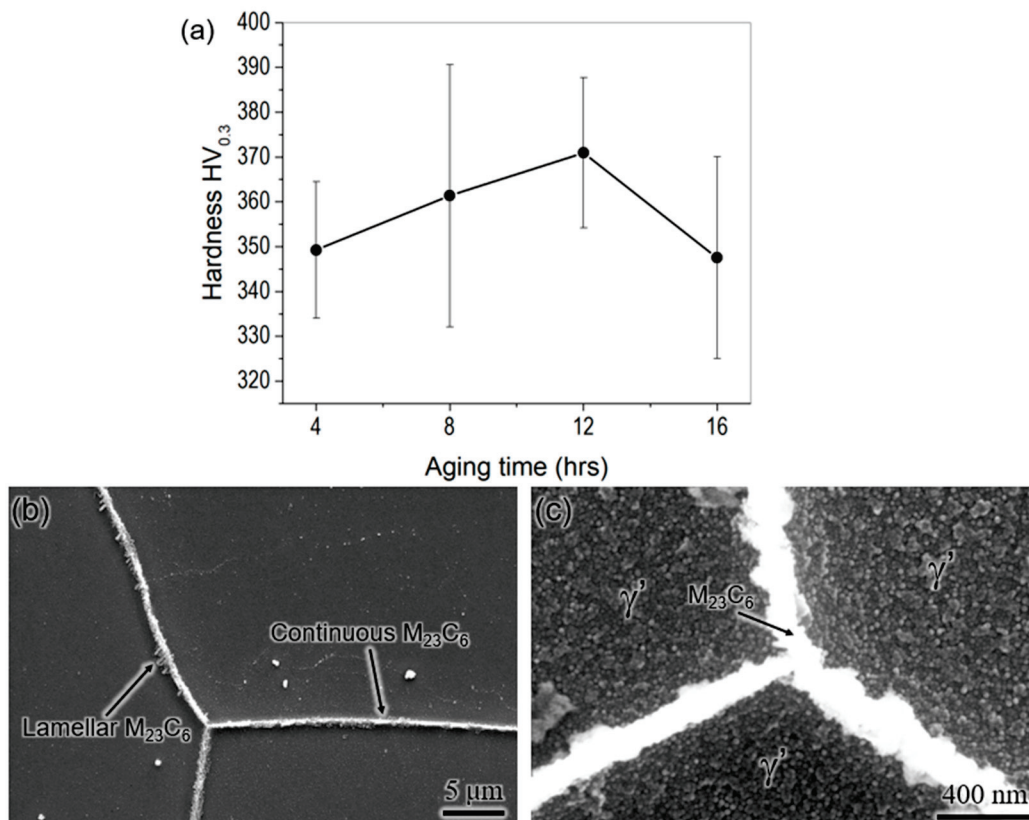 (a)
400
390
380
370
360
350
340
330
320
Hardness HV0.3
4 8 12 16
Aging time (hrs)
(b)
Continuous M23C6
Lamellar M23C6
5 μm
(c)
γ'
γ'
M23C6
γ'
400 nm